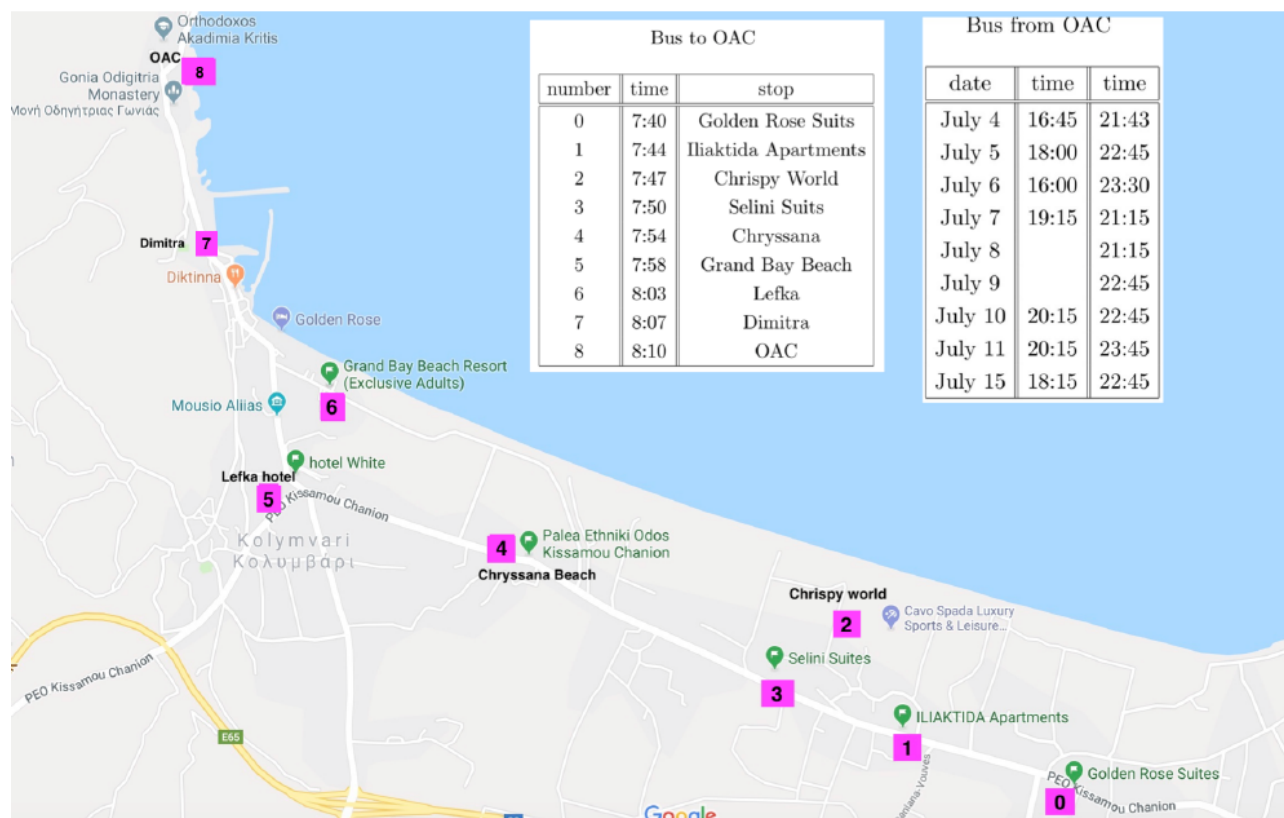 Orthodoxos
Akadimia Kritis
OAC
8
Gonia Odigitria
Monastery
Μονή Οδηγήτριας Γωνιάς
Dimitra
7
Diktinna
Golden Rose
Grand Bay Beach Resort
(Exclusive Adults)
6
Mousio Aliias
hotel White
Lefka hotel
5
PEO Kissamou Chanion
Kolymvari
Κολυμβάρι
4
Palea Ethniki Odos
Kissamou Chanion
Chryssana Beach
Chrispy world
2
Cavo Spada Luxury
Sports & Leisure...
Selini Suites
3
ILIAKTIDA Apartments
1
PEO Kissamou Chanion
E65
Golden Rose Suites
0
PEO Kissamou Chanion
Google
Bus to OAC
number time stop
0 7:40 Golden Rose Suits
1 7:44 Iliaktida Apartments
2 7:47 Chrispy World
3 7:50 Selini Suits
4 7:54 Chryssana
5 7:58 Grand Bay Beach
6 8:03 Lefka
7 8:07 Dimitra
8 8:10 OAC
Bus from OAC
date time time
July 4 16:45 21:43
July 5 18:00 22:45
July 6 16:00 23:30
July 7 19:15 21:15
July 8 21:15
July 9 22:45
July 10 20:15 22:45
July 11 20:15 23:45
July 15 18:15 22:45